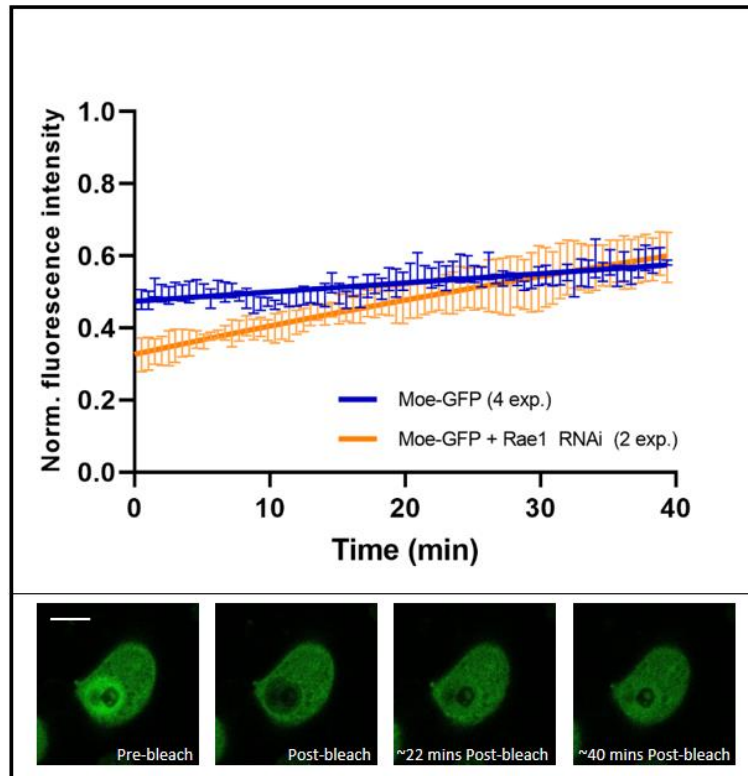 Norm. fluorescence intensity
1.0
0.8
0.6
0.4
0.2
0.0
Moe-GFP (4 exp.)
Moe-GFP + Rae1 RNAi (2 exp.)
0 10 20 30 40
Time (min)
Pre-bleach Post-bleach ~22 mins Post-bleach ~40 mins Post-bleach